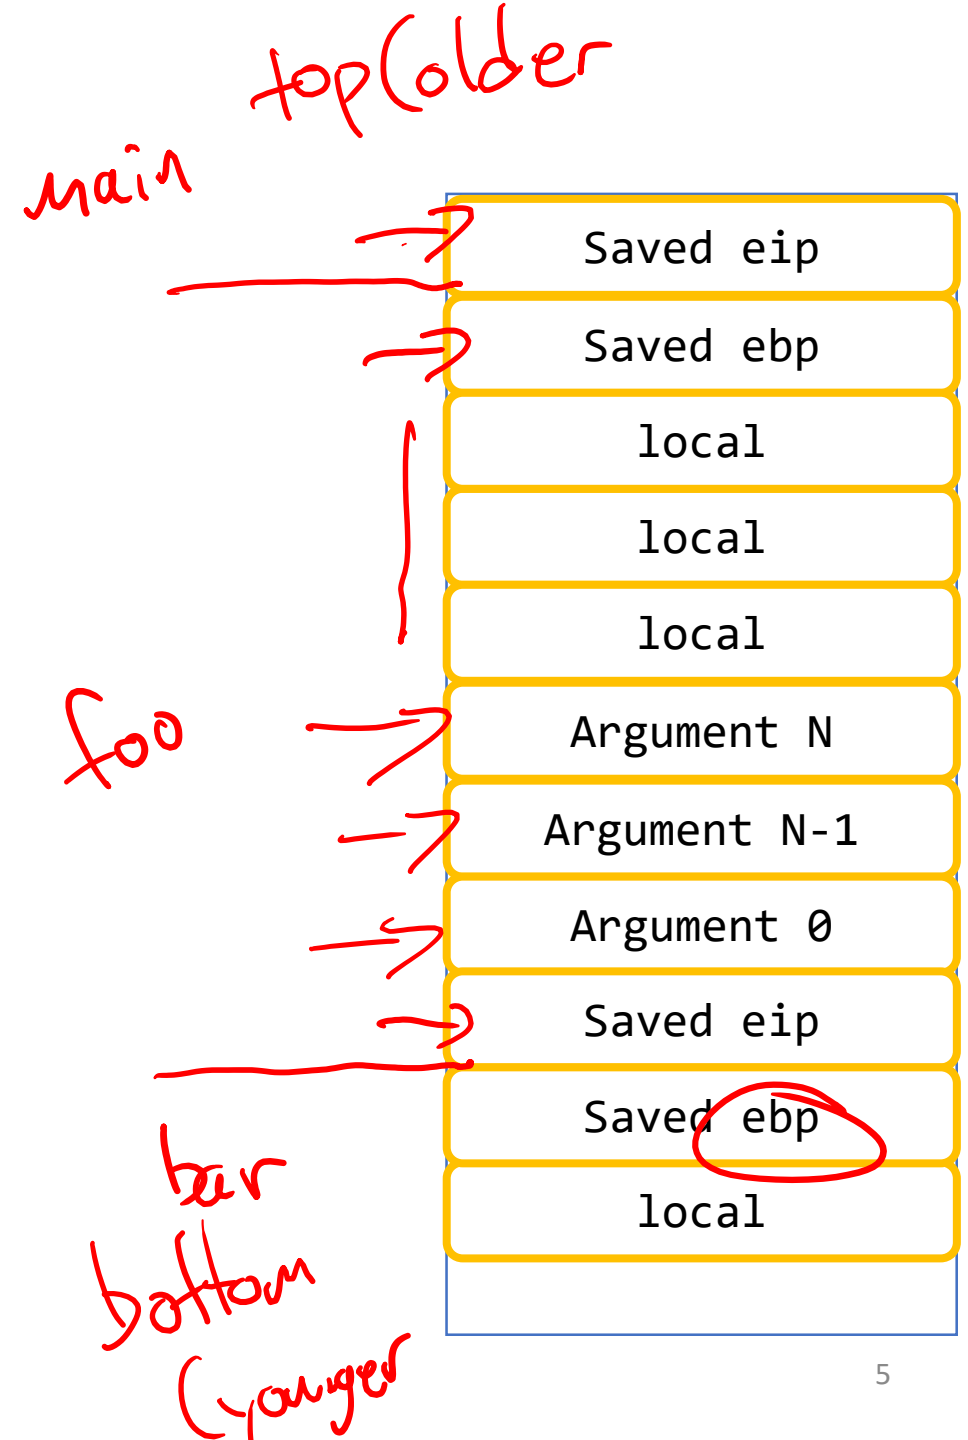 top (older
main
Saved eip
Saved ebp
local
local
local
Argument N
foo
Argument N-1
Argument 0
Saved eip
Saved ebp
bar
local
bottom
(younger
5